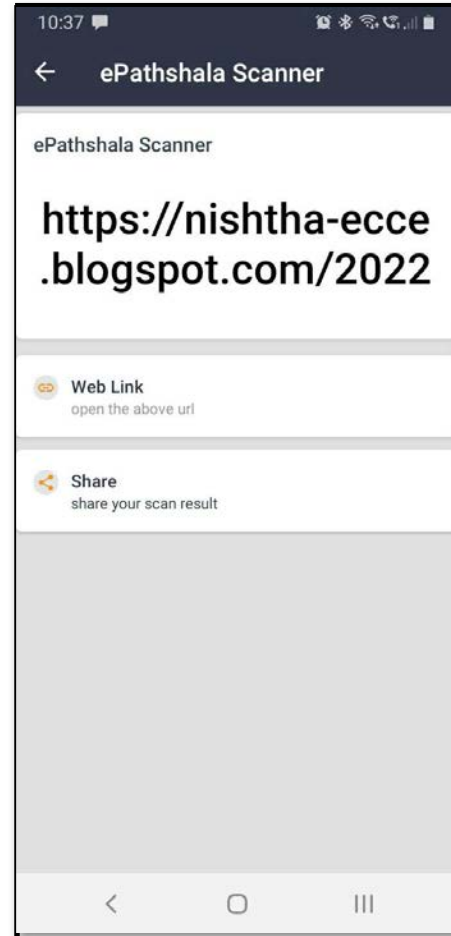 10:37
ePathshala Scanner
ePathshala Scanner
https://nishtha-ecce
.blogspot.com/2022
Web Link
open the above url
Share
share your scan result